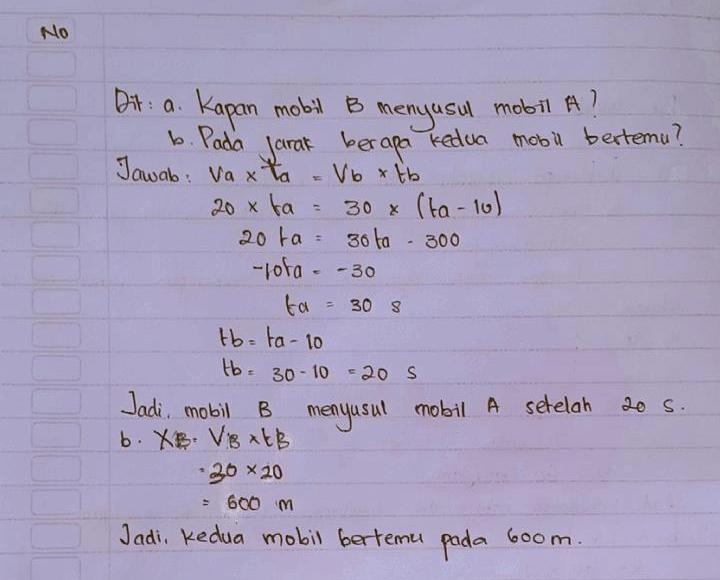 No
Dit: a. Kapan mobil B menyusul mobil A?
b. Pada jarak berapa kedua mobil bertemu?
Jawab: Va x ta = Vb x tb
20 x ta = 30 x (ta - 10)
20 ta = 30 ta - 300
-10ta = -30
ta = 30 s
tb = ta - 10
tb = 30 - 10 = 20 s
Jadi, mobil B menyusul mobil A setelah 20 s.
b. XB = VB x tB
= 30 x 20
= 600 m
Jadi, kedua mobil bertemu pada 600 m.